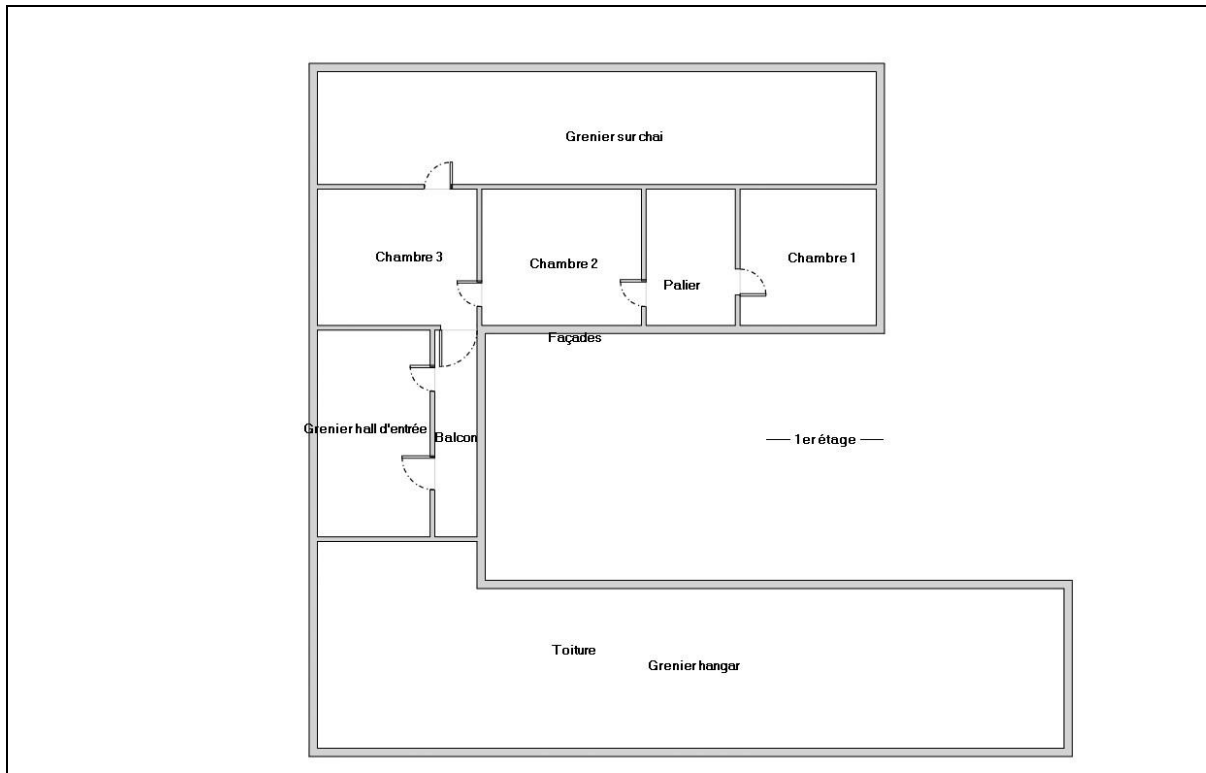 Grenier sur chai
Chambre 3
Chambre 2
Chambre 1
Palier
Façades
Grenier hall d'entrée
Balcon
1er étage
Toiture
Grenier hangar